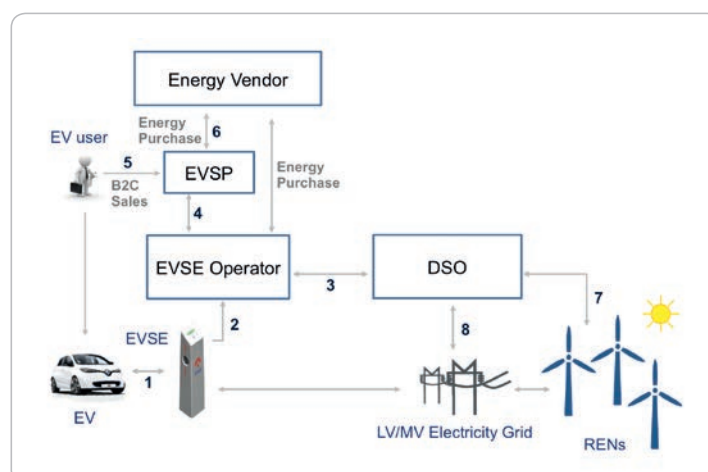 Energy Vendor
Energy
Purchase
6
EV user
5
B2C
Sales
EVSP
Energy
Purchase
4
EVSE Operator
DSO
3
7
EVSE
2
8
1
EV
LV/MV Electricity Grid
RENs